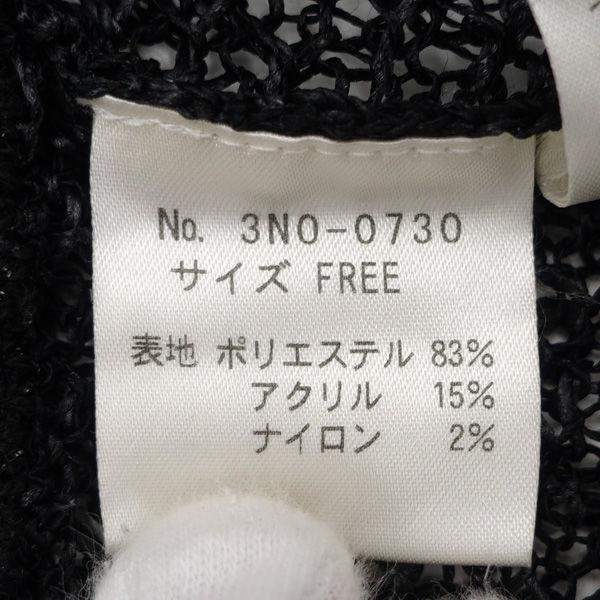 No. 3N0-0730
サイズ FREE
表地 ポリエステル 83%
アクリル 15%
ナイロン 2%